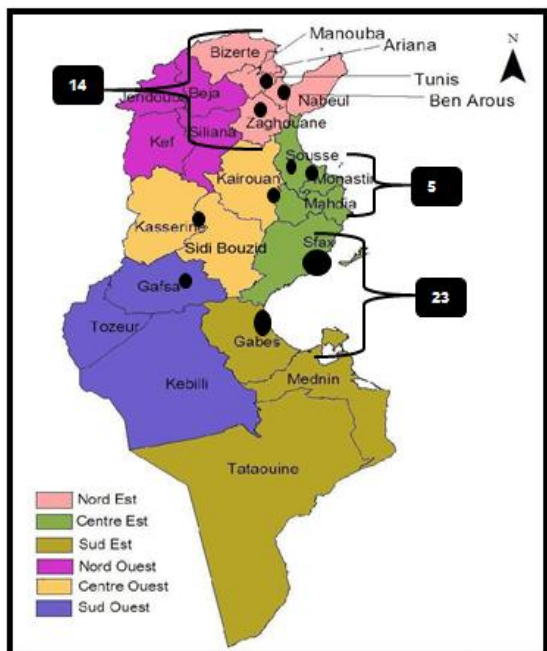 Manouba
N
Bizerte
Ariana
14
Tunis
Jendouba
Beja
Nabeul
Ben Arous
Zaghouane
Siliana
Kef
Sousse
Kairouan
Monastir
5
Mahdia
Kasserine
Sfax
Sidi Bouzid
Gafsa
23
Tozeur
Gabes
Kebilli
Mednin
Tataouine
Nord Est
Centre Est
Sud Est
Nord Ouest
Centre Ouest
Sud Ouest